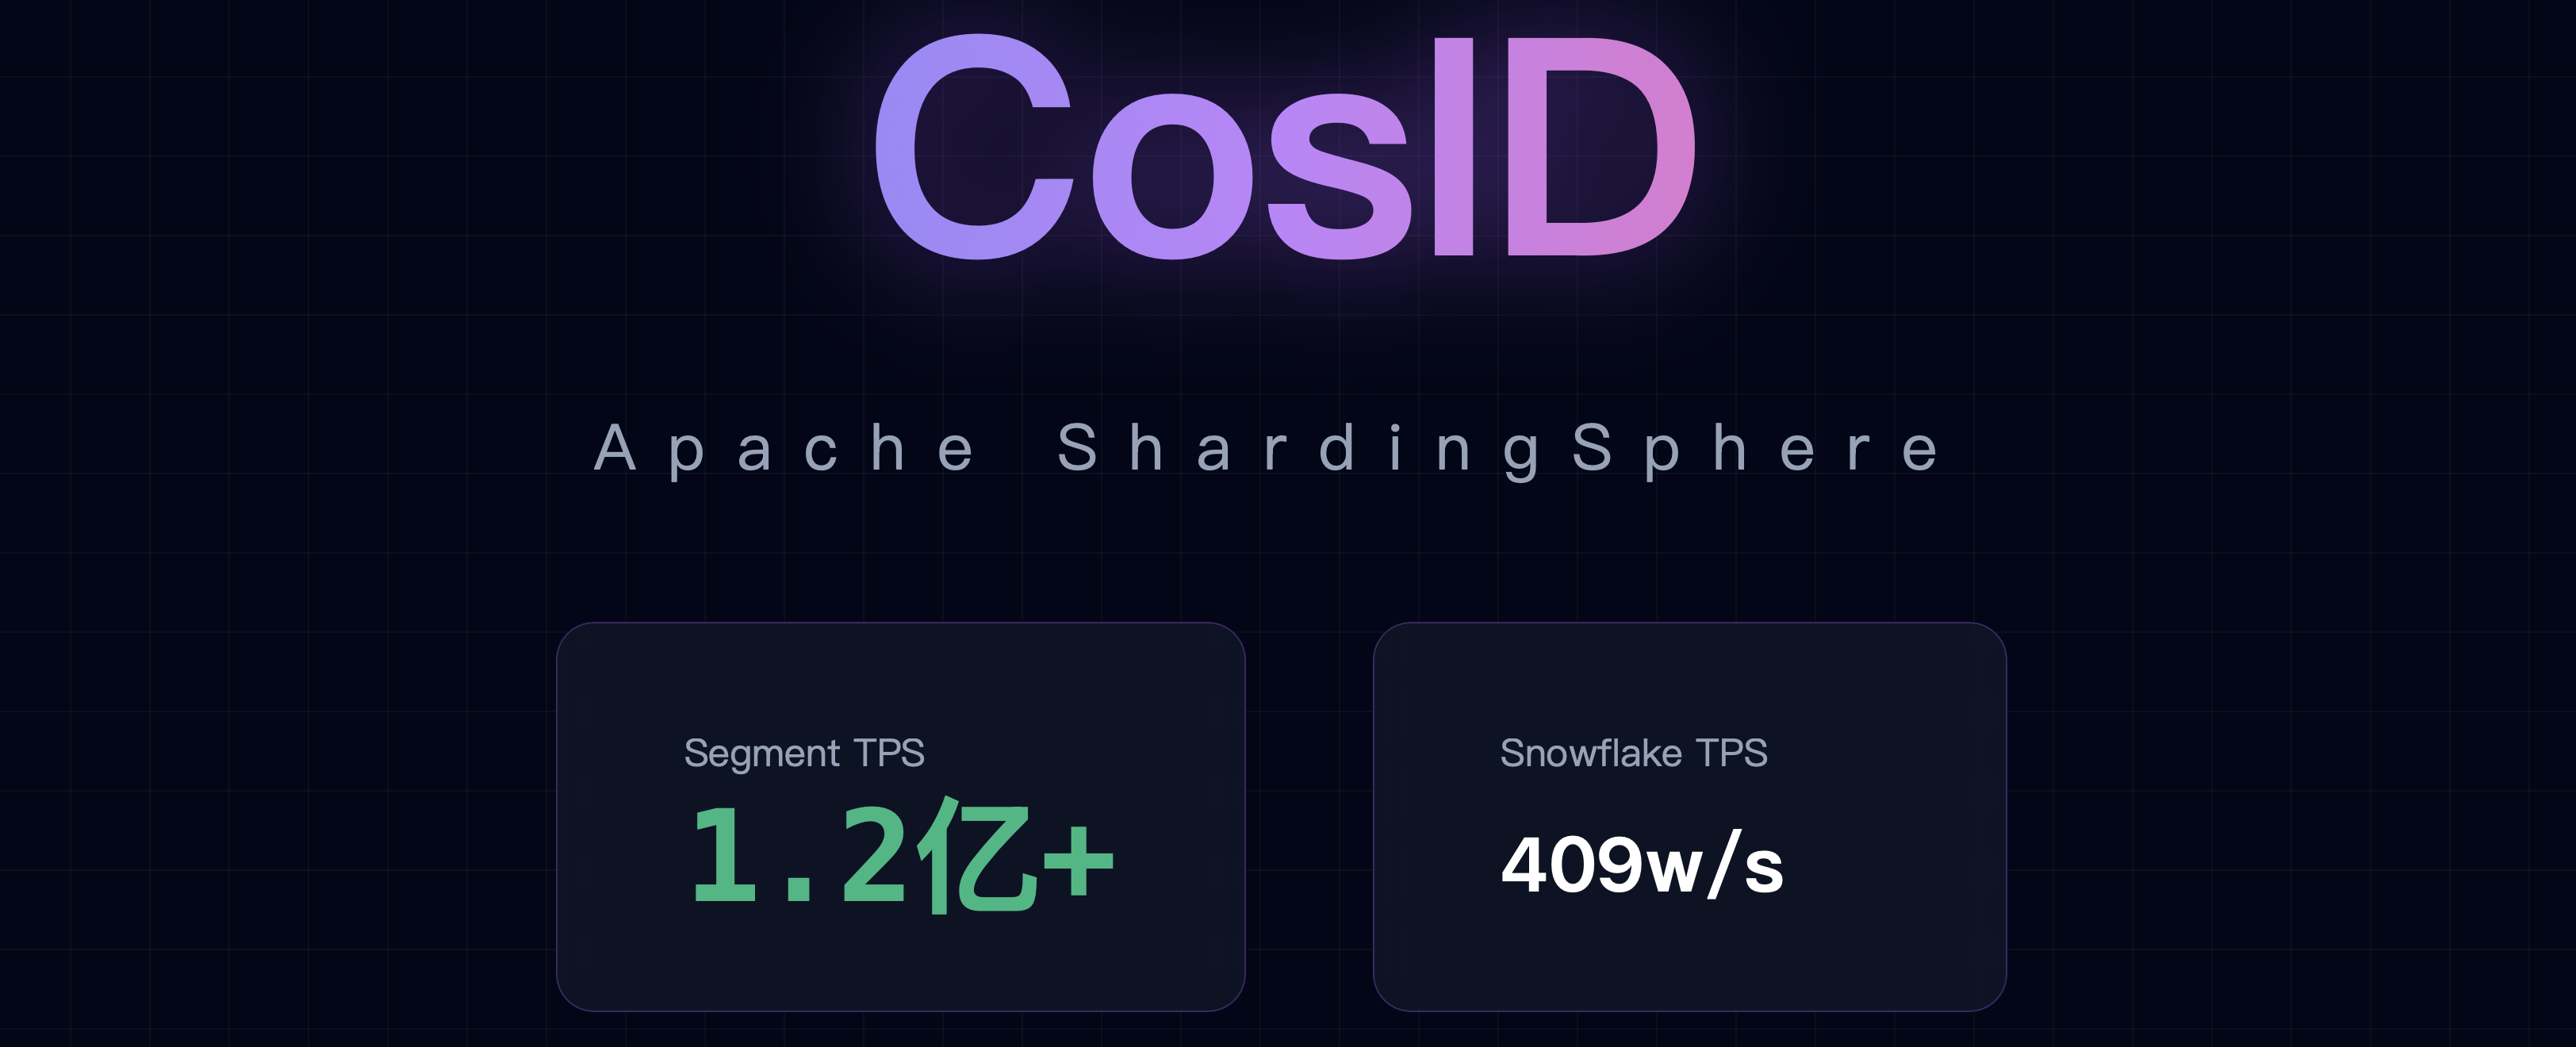 CosID
Apache ShardingSphere
Segment TPS
1.2亿+
Snowflake TPS
409w/s